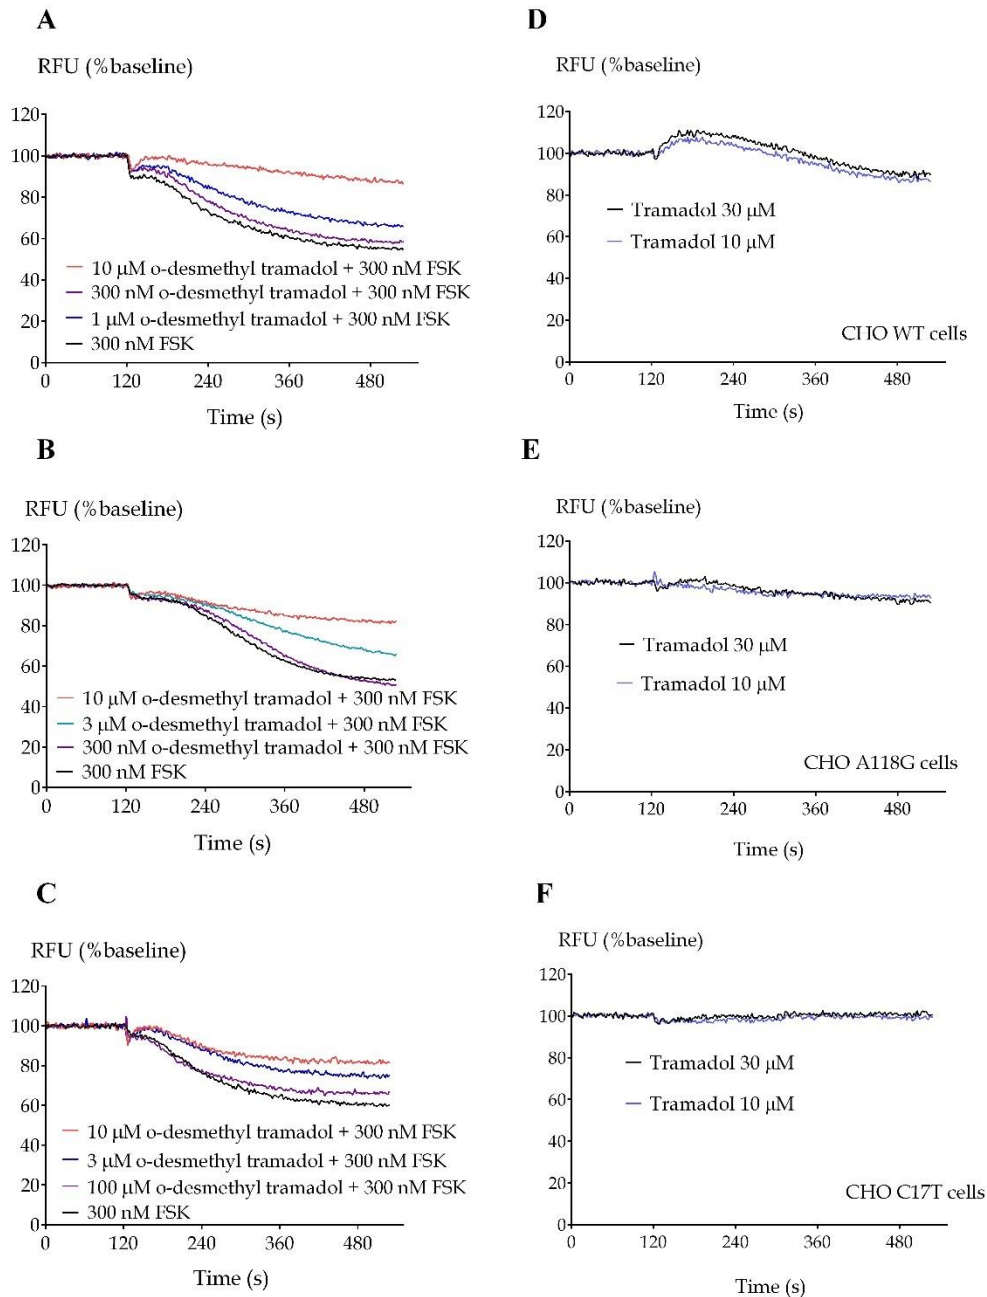 A
RFU (%baseline)
120
100
80
60
40
20
0
0 120 240 360 480
10 μM o-desmethyl tramadol + 300 nM FSK
300 nM o-desmethyl tramadol + 300 nM FSK
1 μM o-desmethyl tramadol + 300 nM FSK
300 nM FSK
Time (s)
D
RFU (%baseline)
120
100
80
60
40
20
0
0 120 240 360 480
Tramadol 30 μM
Tramadol 10 μM
CHO WT cells
Time (s)
B
RFU (%baseline)
120
100
80
60
40
20
0
0 120 240 360 480
10 μM o-desmethyl tramadol + 300 nM FSK
3 μM o-desmethyl tramadol + 300 nM FSK
300 nM o-desmethyl tramadol + 300 nM FSK
300 nM FSK
Time (s)
E
RFU (%baseline)
120
100
80
60
40
20
0
0 120 240 360 480
Tramadol 30 μM
Tramadol 10 μM
CHO A118G cells
Time (s)
C
RFU (%baseline)
120
100
80
60
40
20
0
0 120 240 360 480
10 μM o-desmethyl tramadol + 300 nM FSK
3 μM o-desmethyl tramadol + 300 nM FSK
100 μM o-desmethyl tramadol + 300 nM FSK
300 nM FSK
Time (s)
F
RFU (%baseline)
120
100
80
60
40
20
0
0 120 240 360 480
Tramadol 30 μM
Tramadol 10 μM
CHO C17T cells
Time (s)